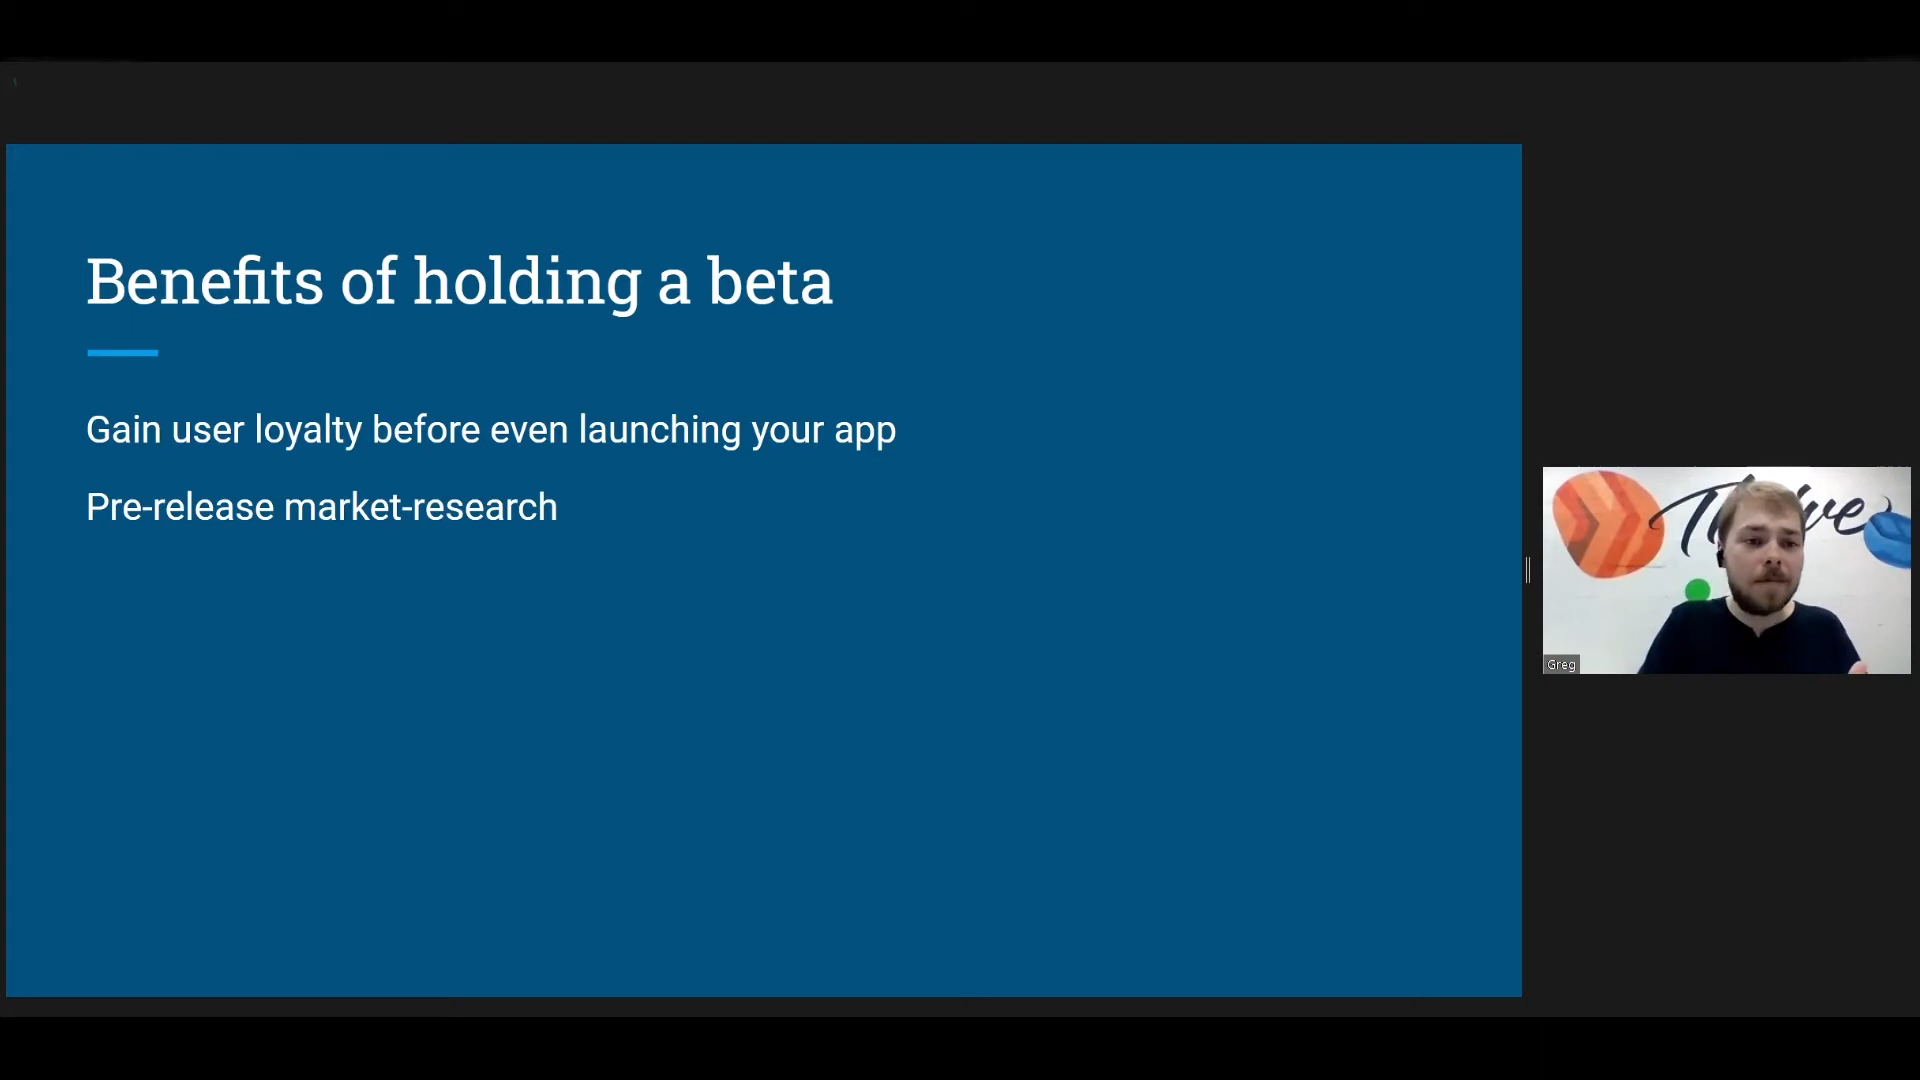 Benefits of holding a beta
Gain user loyalty before even launching your app
Pre-release market-research
Greg